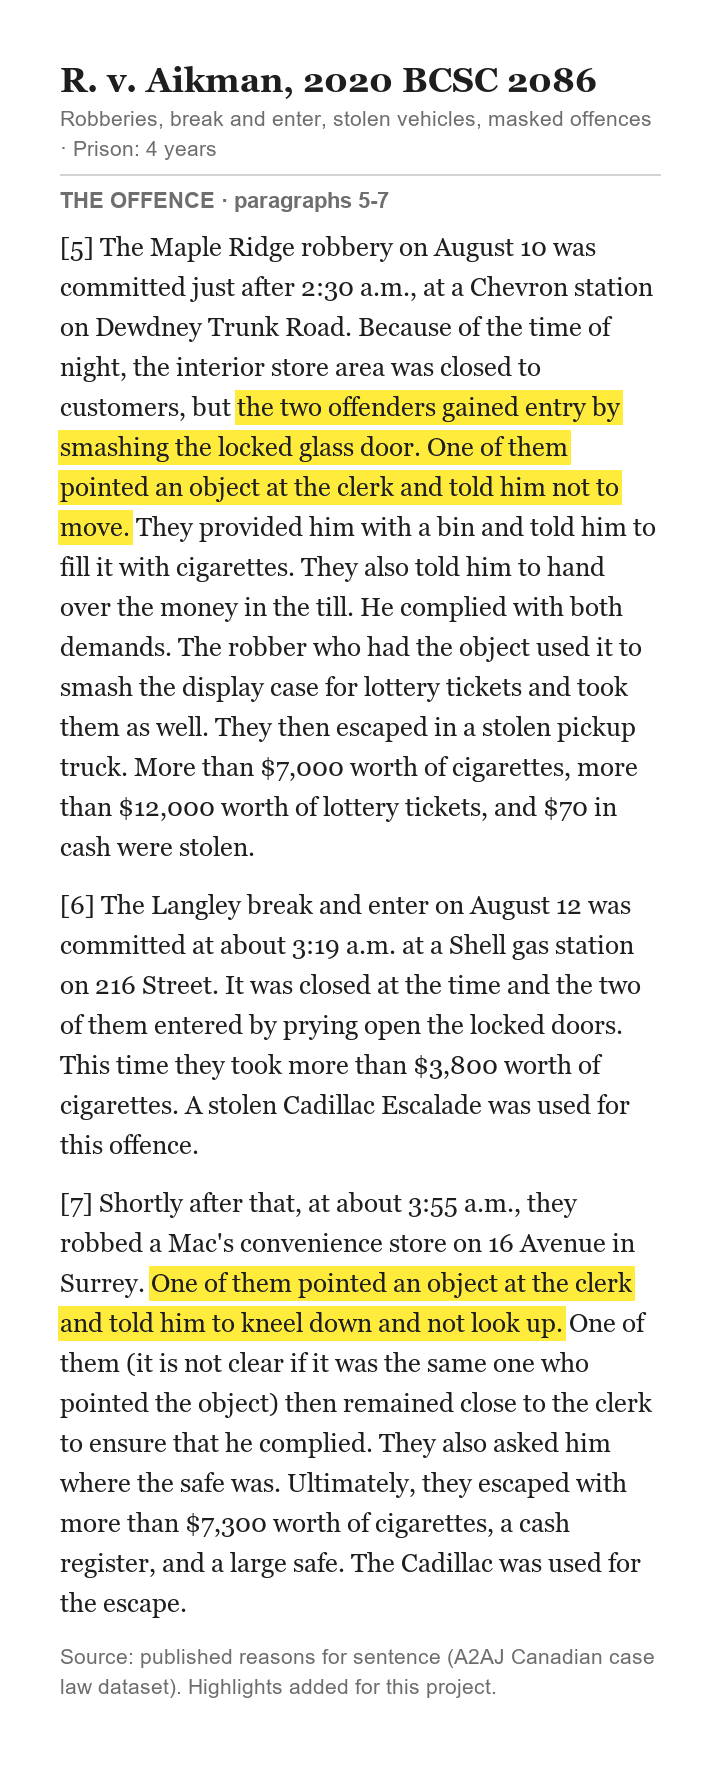 R. v. Aikman, 2020 BCSC 2086
Robberies, break and enter, stolen vehicles, masked offences
· Prison: 4 years
THE OFFENCE · paragraphs 5-7
[5] The Maple Ridge robbery on August 10 was
committed just after 2:30 a.m., at a Chevron station
on Dewdney Trunk Road. Because of the time of
night, the interior store area was closed to
customers, but the two offenders gained entry by
smashing the locked glass door. One of them
pointed an object at the clerk and told him not to
move. They provided him with a bin and told him to
fill it with cigarettes. They also told him to hand
over the money in the till. He complied with both
demands. The robber who had the object used it to
smash the display case for lottery tickets and took
them as well. They then escaped in a stolen pickup
truck. More than $7,000 worth of cigarettes, more
than $12,000 worth of lottery tickets, and $70 in
cash were stolen.
[6] The Langley break and enter on August 12 was
committed at about 3:19 a.m. at a Shell gas station
on 216 Street. It was closed at the time and the two
of them entered by prying open the locked doors.
This time they took more than $3,800 worth of
cigarettes. A stolen Cadillac Escalade was used for
this offence.
[7] Shortly after that, at about 3:55 a.m., they
robbed a Mac's convenience store on 16 Avenue in
Surrey. One of them pointed an object at the clerk
and told him to kneel down and not look up. One of
them (it is not clear if it was the same one who
pointed the object) then remained close to the clerk
to ensure that he complied. They also asked him
where the safe was. Ultimately, they escaped with
more than $7,300 worth of cigarettes, a cash
register, and a large safe. The Cadillac was used for
the escape.
Source: published reasons for sentence (A2AJ Canadian case
law dataset). Highlights added for this project.